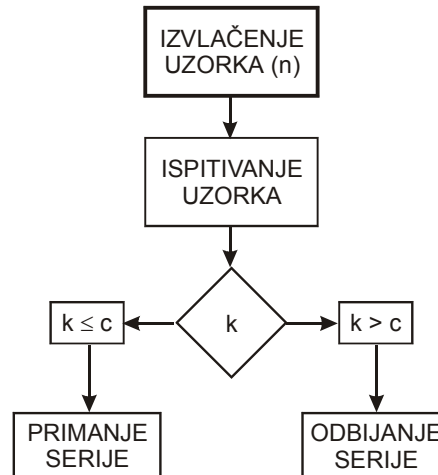 IZVLAČENJE
UZORKA (n)
ISPITIVANJE
UZORKA
k
k ≤ c
k > c
PRIMANJE
SERIJE
ODBIJANJE
SERIJE